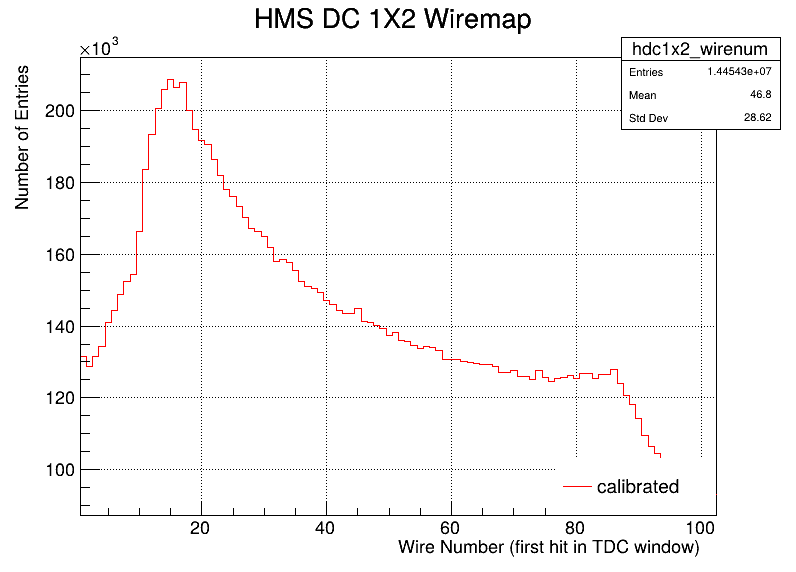 HMS DC 1X2 Wiremap
×10³
hdc1x2_wirenum
Entries 1.44543e+07
Mean 46.8
Std Dev 28.62
Number of Entries
200
180
160
140
120
100
calibrated
20 40 60 80 100
Wire Number (first hit in TDC window)